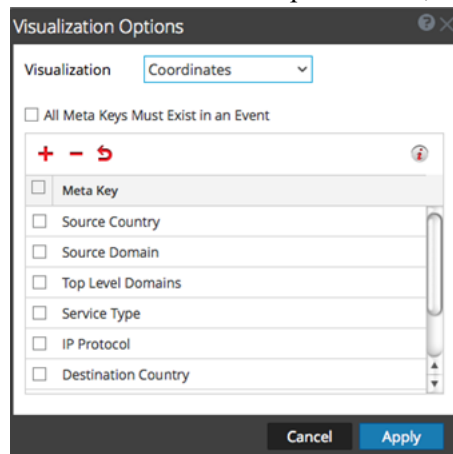 Visualization Options
Visualization Coordinates
All Meta Keys Must Exist in an Event
Meta Key
Source Country
Source Domain
Top Level Domains
Service Type
IP Protocol
Destination Country
Cancel Apply